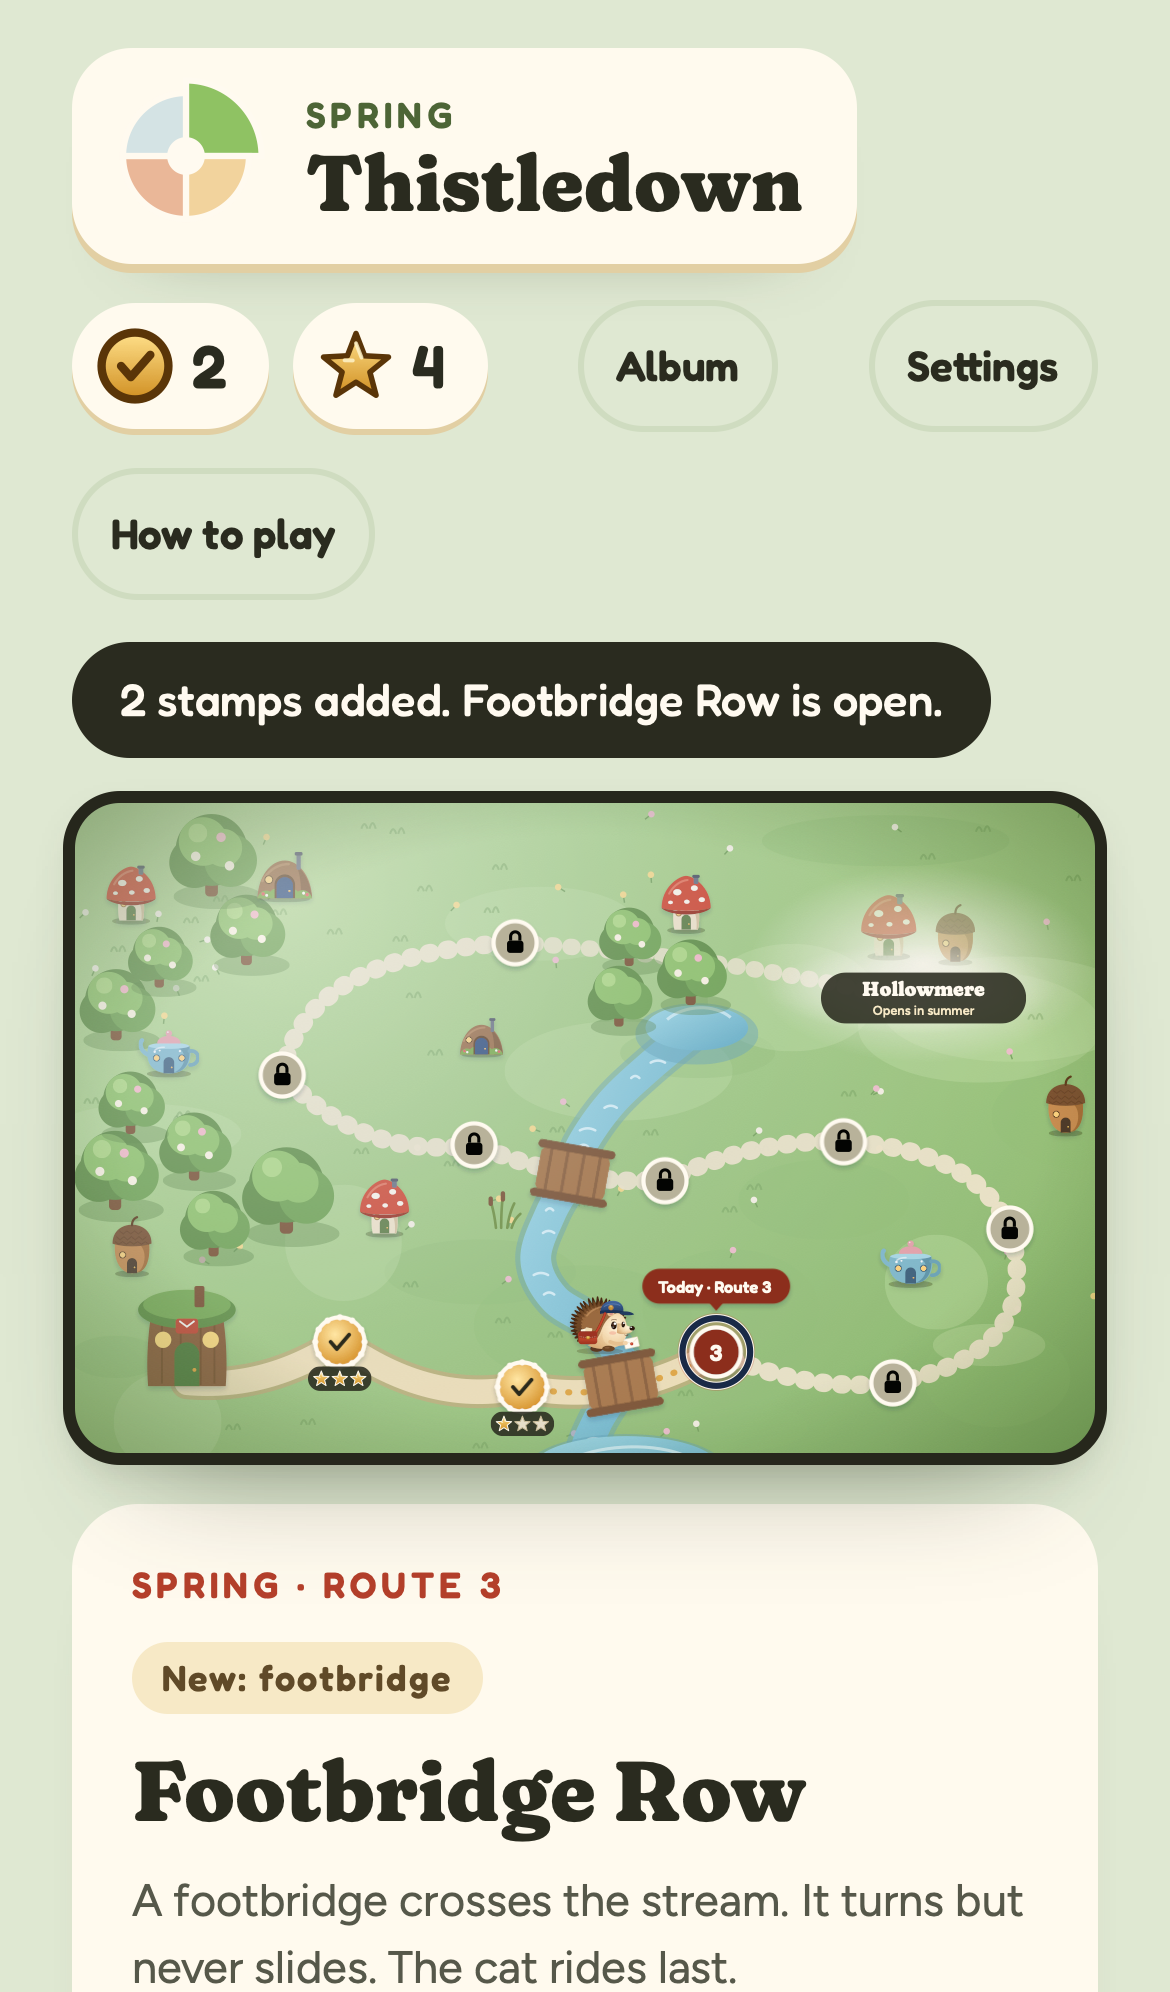 SPRING
Thistledown
2
4
Album
Settings
How to play
2 stamps added. Footbridge Row is open.
Hollowmere
Opens in summer
Today · Route 3
3
SPRING · ROUTE 3
New: footbridge
Footbridge Row
A footbridge crosses the stream. It turns but
never slides. The cat rides last.